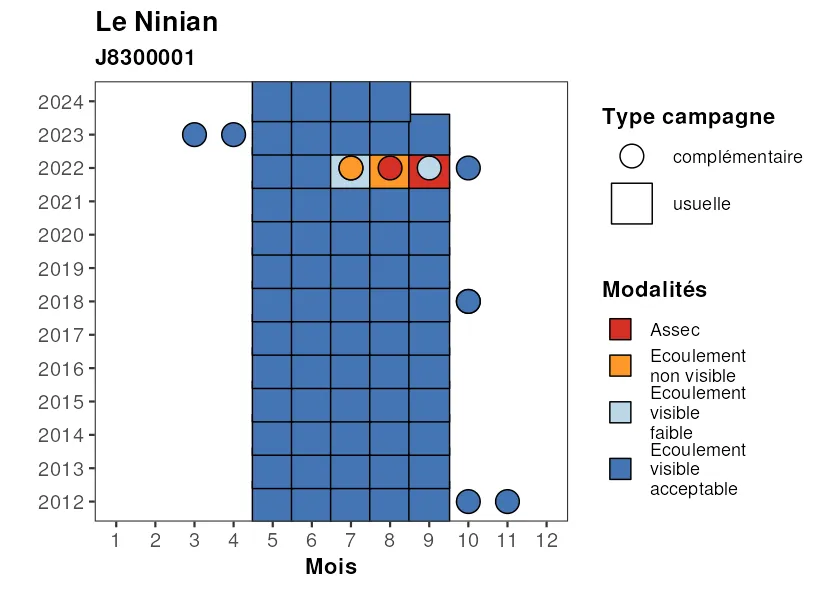 Le Ninian
J8300001
2024
2023
2022
2021
2020
2019
2018
2017
2016
2015
2014
2013
2012
1 2 3 4 5 6 7 8 9 10 11 12
Mois
Type campagne
complémentaire
usuelle
Modalités
Assec
Ecoulement
non visible
Ecoulement
visible
faible
Ecoulement
visible
acceptable